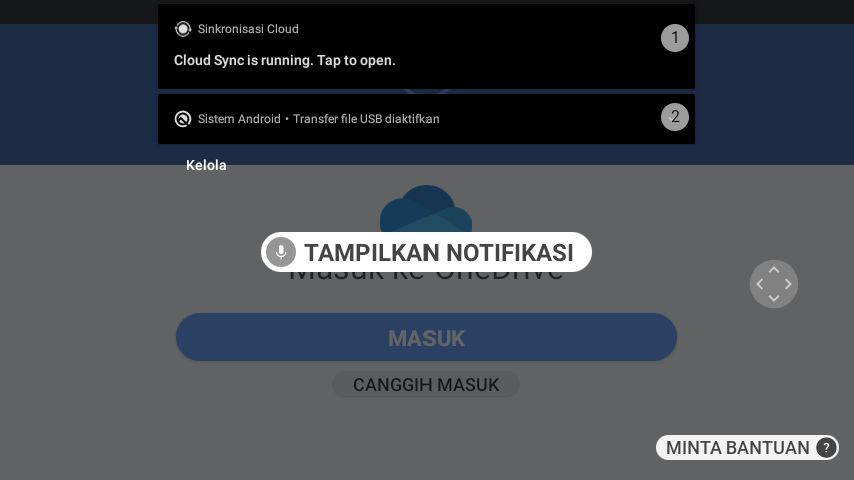 Sinkronisasi Cloud
1
Cloud Sync is running. Tap to open.
Sistem Android • Transfer file USB diaktifkan
2
Kelola
TAMPILKAN NOTIFIKASI
Masuk ke OneDrive
MASUK
CANGGIH MASUK
MINTA BANTUAN ?